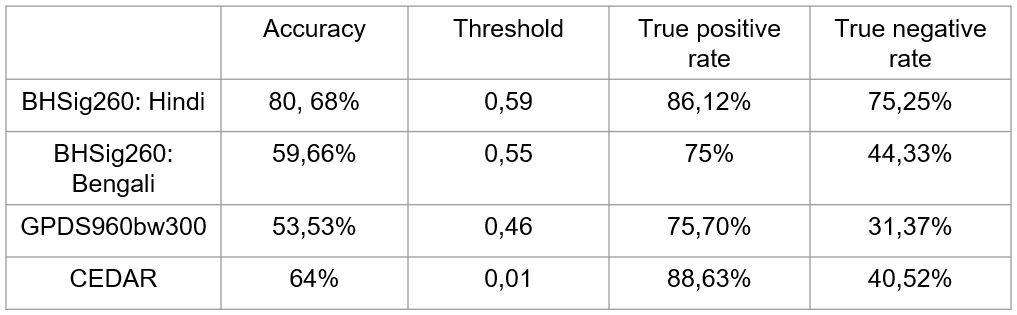 Accuracy Threshold True positive rate True negative rate
BHSig260: Hindi 80, 68% 0,59 86,12% 75,25%
BHSig260: Bengali 59,66% 0,55 75% 44,33%
GPDS960bw300 53,53% 0,46 75,70% 31,37%
CEDAR 64% 0,01 88,63% 40,52%